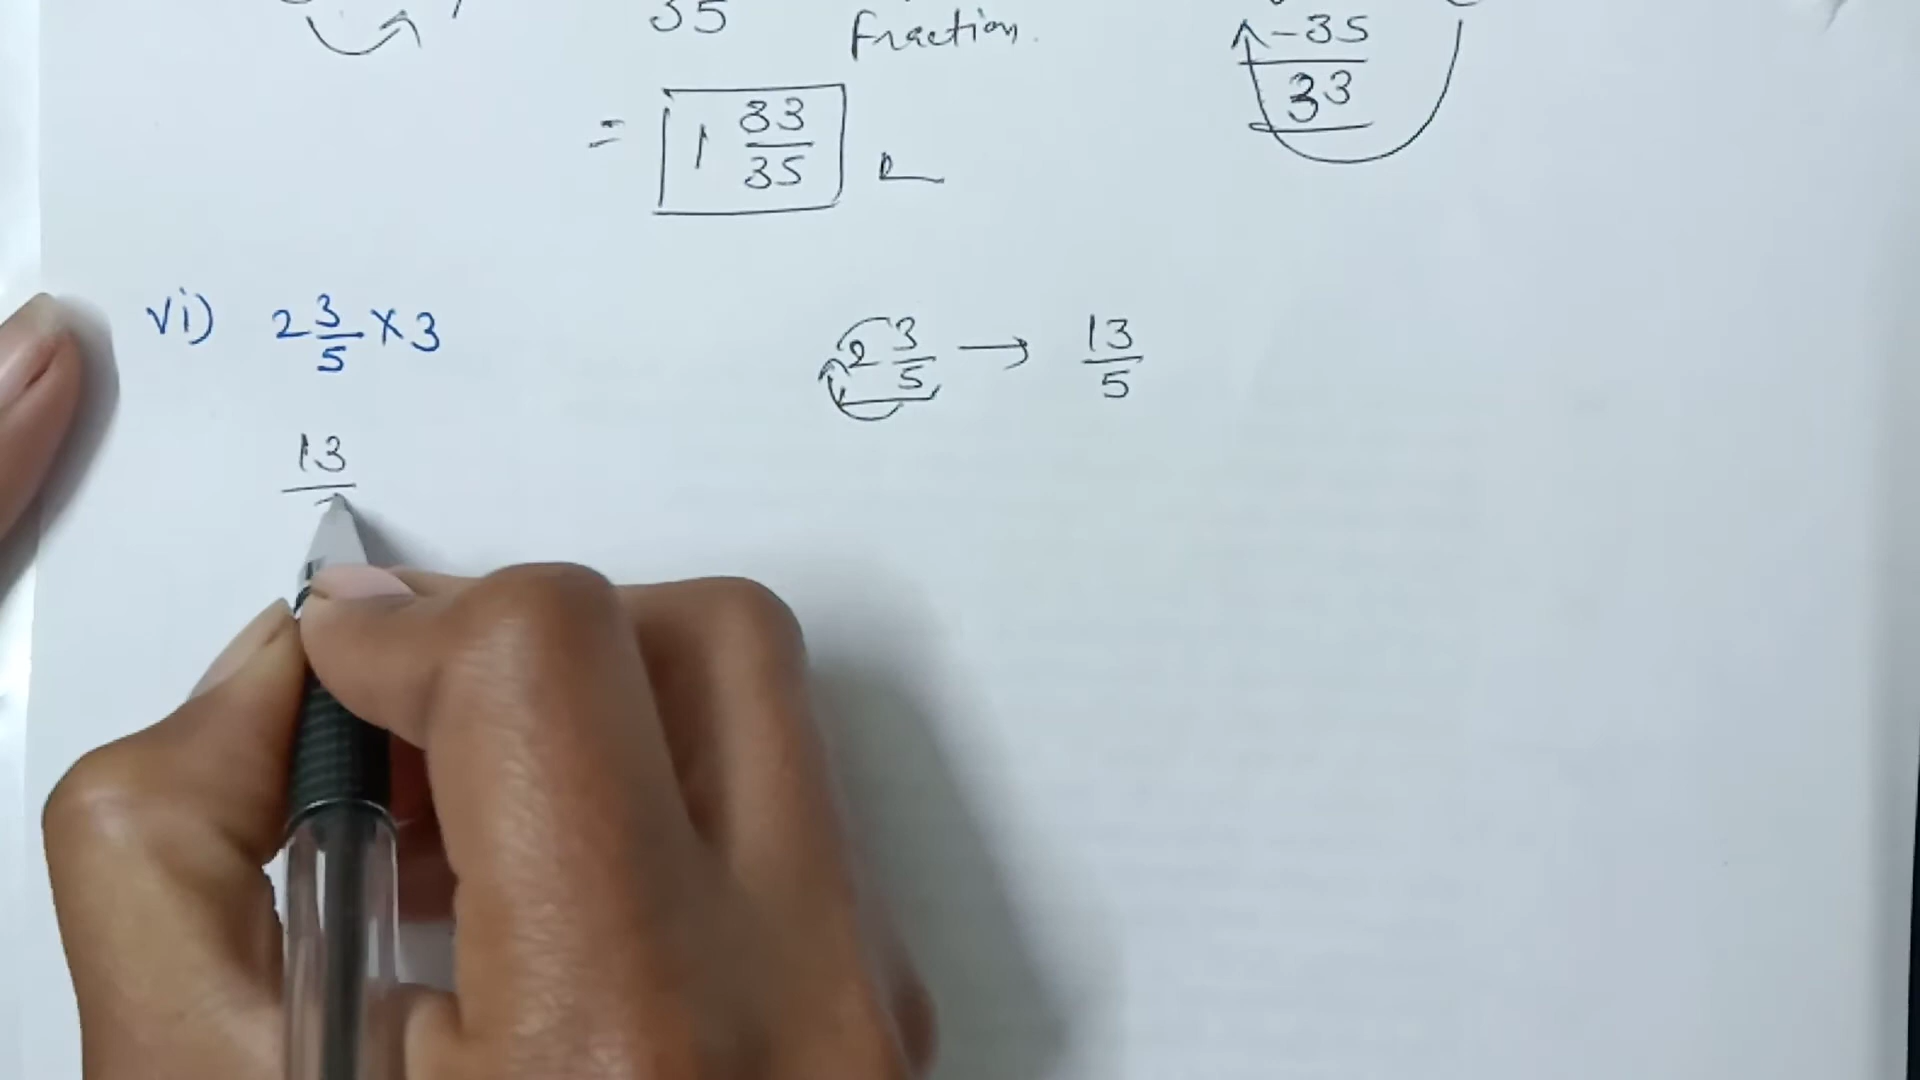 35 Fraction.
-35
33
= 1 33/35
vi) 2 3/5 × 3
2 3/5 → 13/5
13